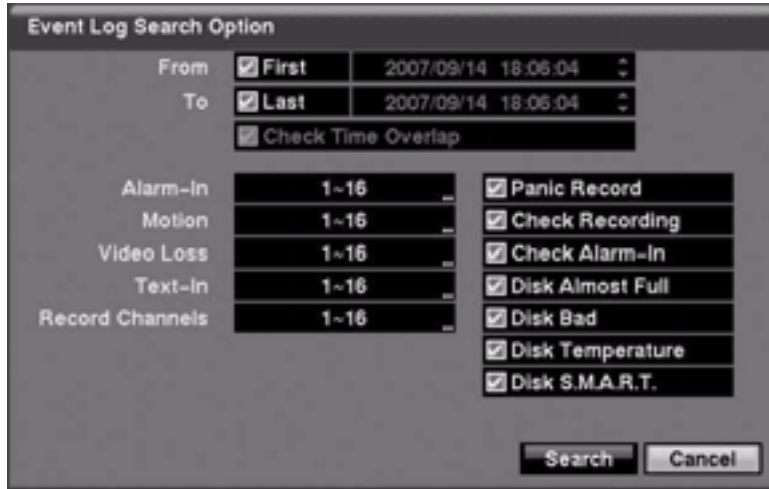 Event Log Search Option
From First 2007/09/14 18:06:04
To Last 2007/09/14 18:06:04
Check Time Overlap
Alarm-In 1~16 Panic Record
Motion 1~16 Check Recording
Video Loss 1~16 Check Alarm-In
Text-In 1~16 Disk Almost Full
Record Channels 1~16 Disk Bad
Disk Temperature
Disk S.M.A.R.T.
Search Cancel